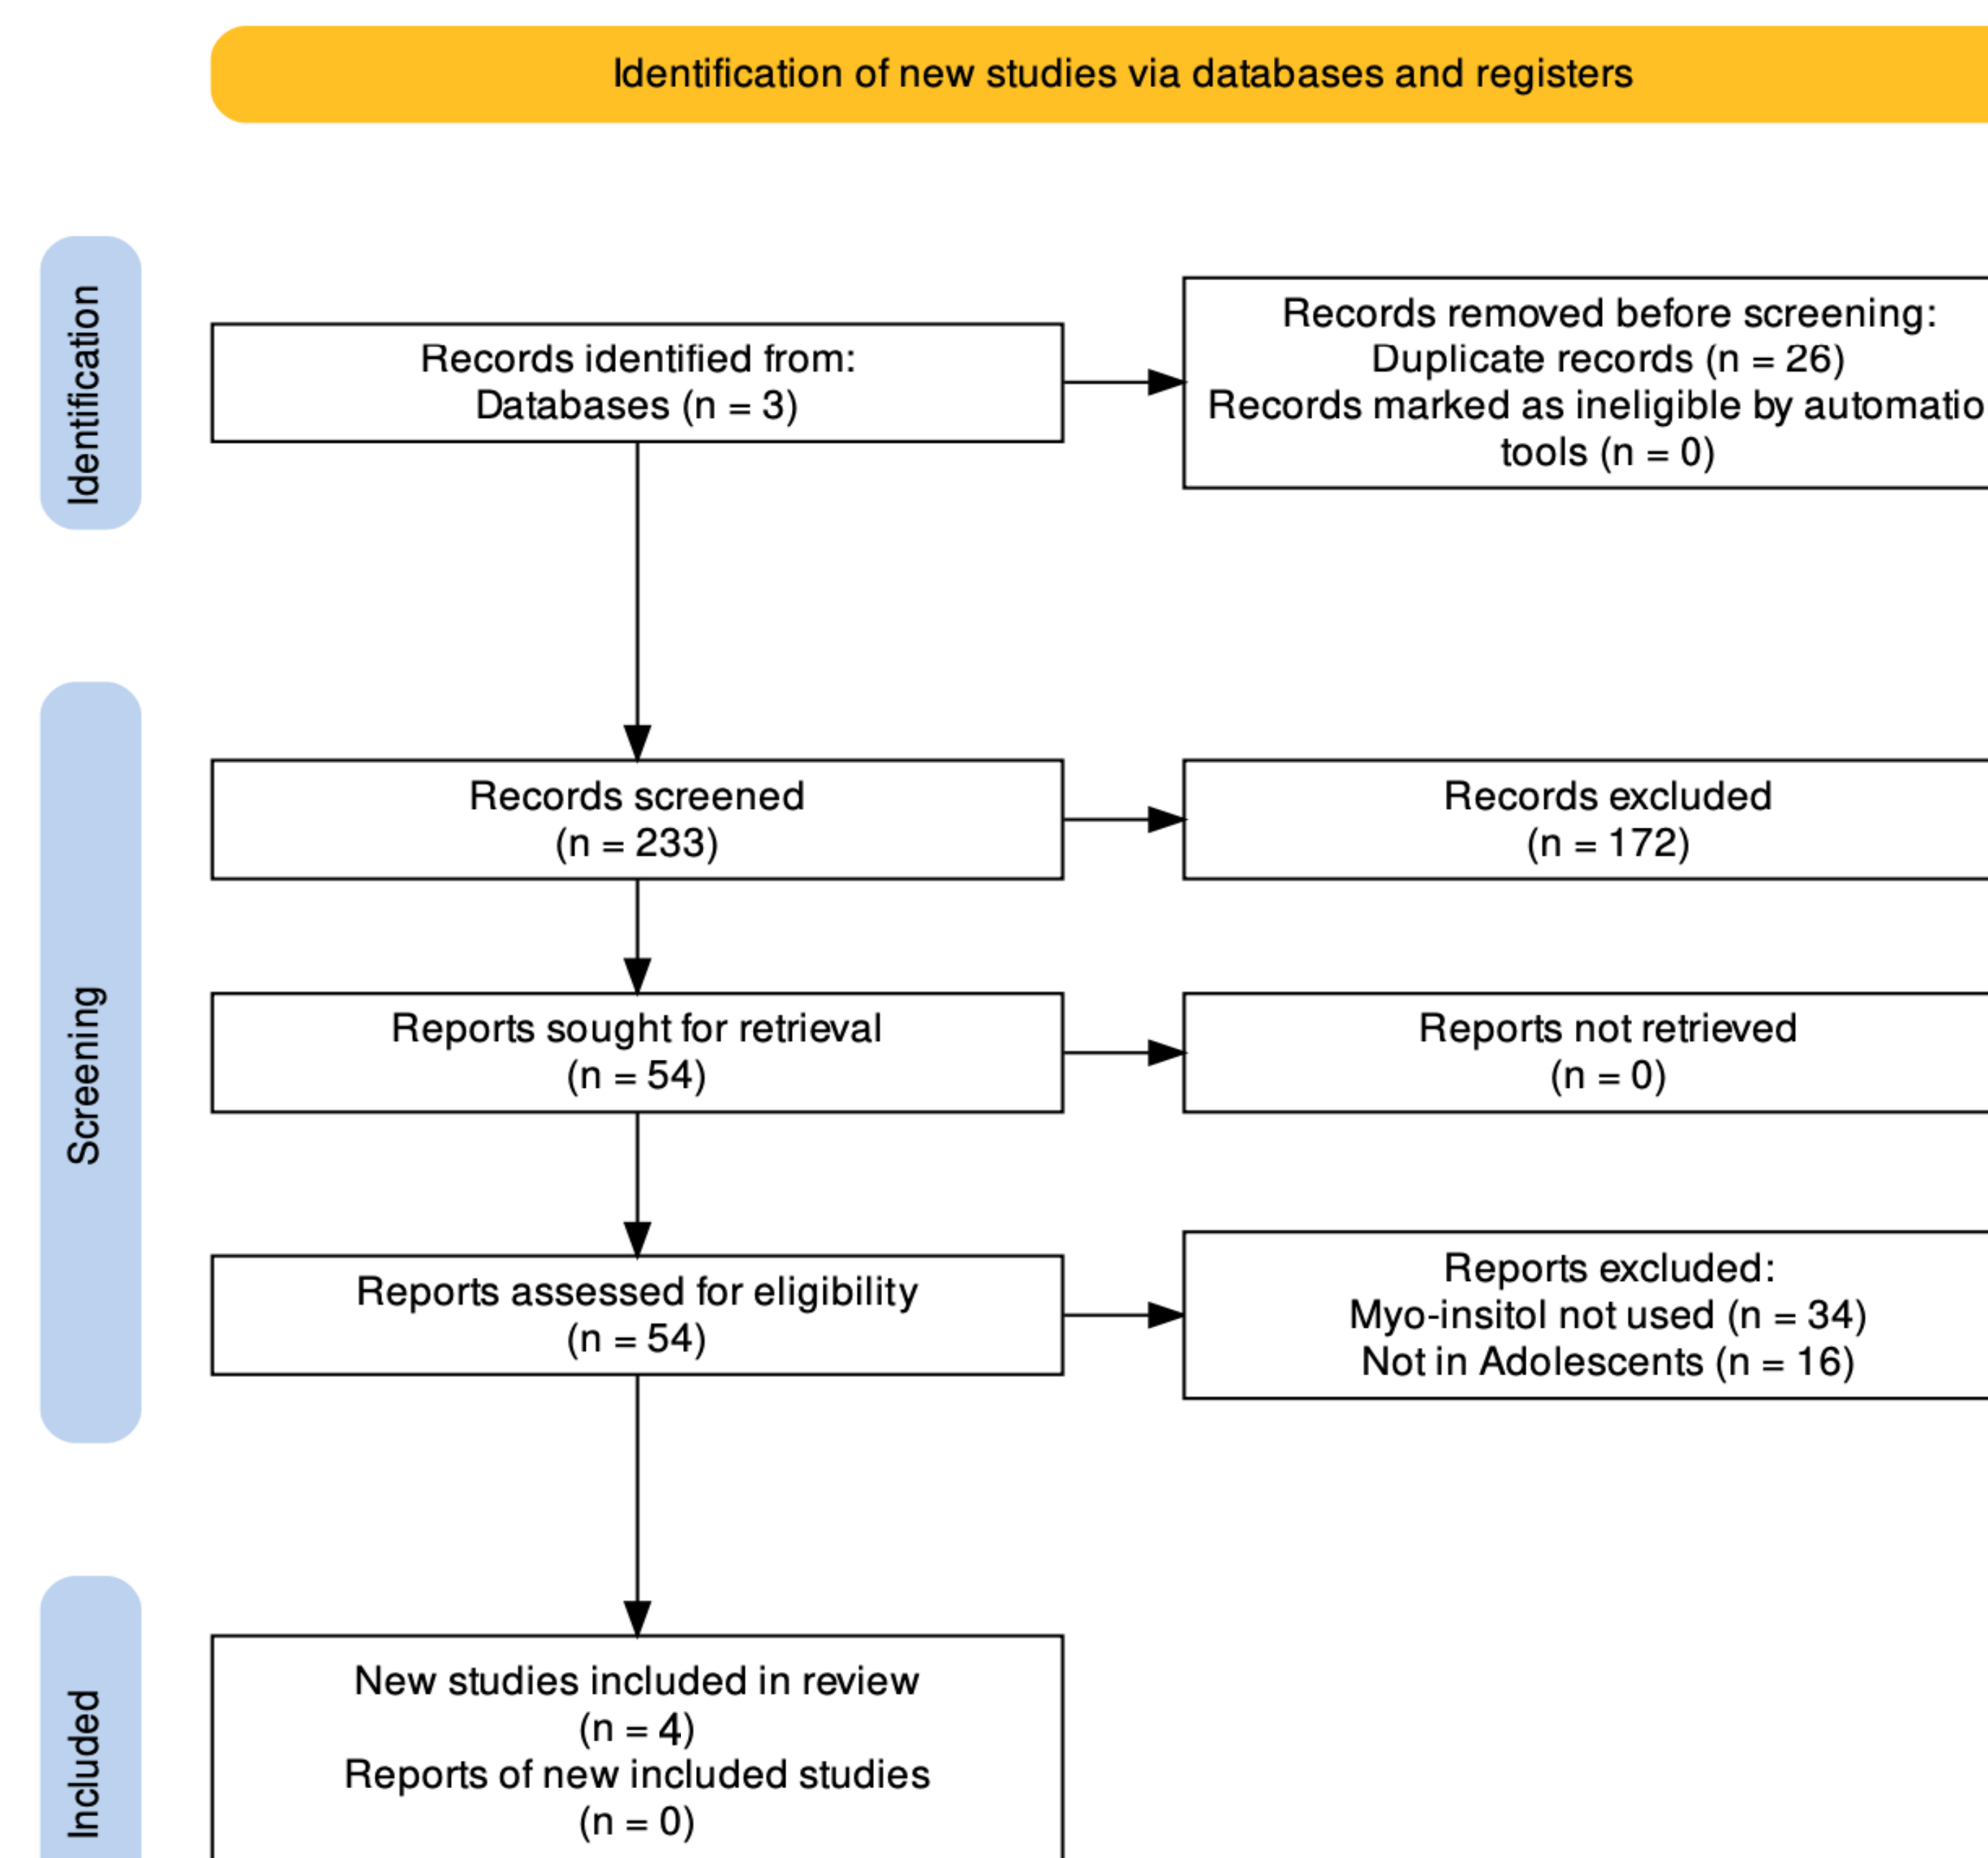 Identification of new studies via databases and registers
Identification
Records identified from:
Databases (n = 3)
Records removed before screening:
Duplicate records (n = 26)
Records marked as ineligible by automatio
tools (n = 0)
Screening
Records screened
(n = 233)
Records excluded
(n = 172)
Reports sought for retrieval
(n = 54)
Reports not retrieved
(n = 0)
Reports assessed for eligibility
(n = 54)
Reports excluded:
Myo-insitol not used (n = 34)
Not in Adolescents (n = 16)
Included
New studies included in review
(n = 4)
Reports of new included studies
(n = 0)